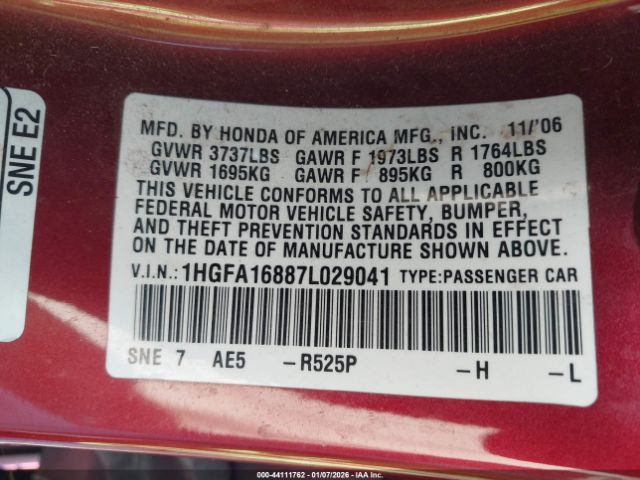 SNE E2
MFD. BY HONDA OF AMERICA MFG., INC. 11/'06
GVWR 3737LBS GAWR F 1973LBS R 1764LBS
GVWR 1695KG GAWR F 895KG R 800KG
THIS VEHICLE CONFORMS TO ALL APPLICABLE
FEDERAL MOTOR VEHICLE SAFETY, BUMPER,
AND THEFT PREVENTION STANDARDS IN EFFECT
ON THE DATE OF MANUFACTURE SHOWN ABOVE.
V.I.N.: 1HGFA16887L029041 TYPE:PASSENGER CAR
SNE 7 AE5 -R525P -H -L
000-44111762 | 01/07/2026 - IAA Inc.